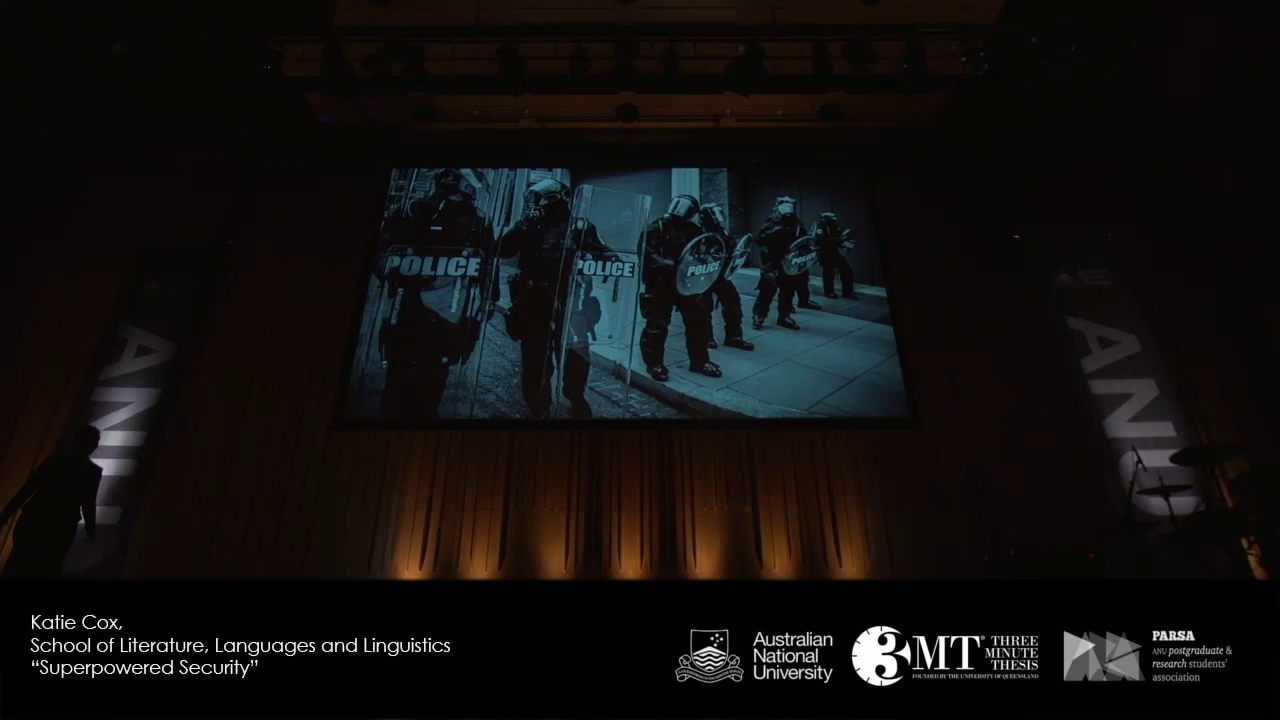 POLICE
POLICE
POLICE
POLICE
ANU
ANU
Katie Cox,
School of Literature, Languages and Linguistics
“Superpowered Security”
Australian
National
University
3MT® THREE
MINUTE
THESIS
FOUNDED BY THE UNIVERSITY OF QUEENSLAND
PARSA
ANU postgraduate &
research students'
association